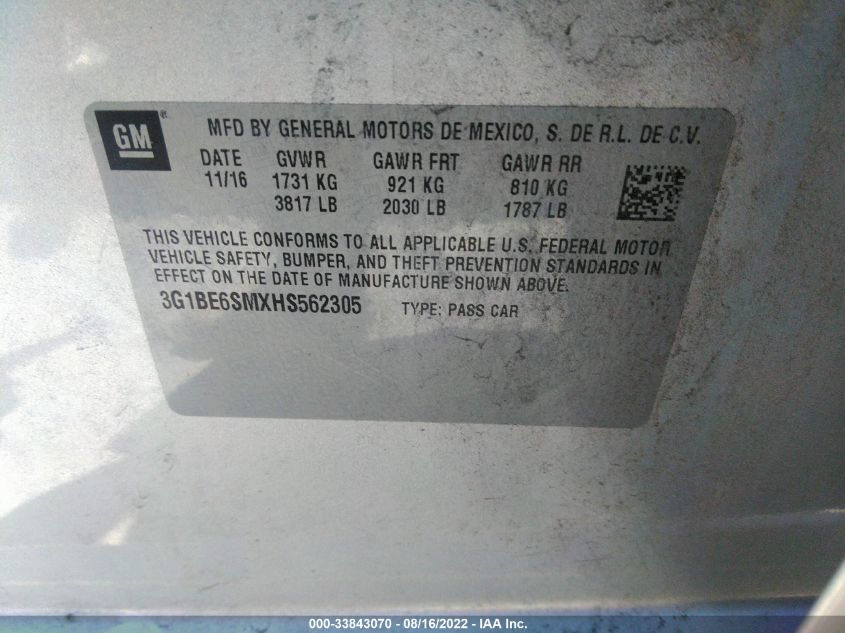 GM ®
MFD BY GENERAL MOTORS DE MEXICO, S. DE R.L. DE C.V.
DATE GVWR GAWR FRT GAWR RR
11/16 1731 KG 921 KG 810 KG
3817 LB 2030 LB 1787 LB
THIS VEHICLE CONFORMS TO ALL APPLICABLE U.S. FEDERAL MOTOR
VEHICLE SAFETY, BUMPER, AND THEFT PREVENTION STANDARDS IN
EFFECT ON THE DATE OF MANUFACTURE SHOWN ABOVE.
3G1BE6SMXHS562305 TYPE: PASS CAR
000-33843070 - 08/16/2022 - IAA Inc.